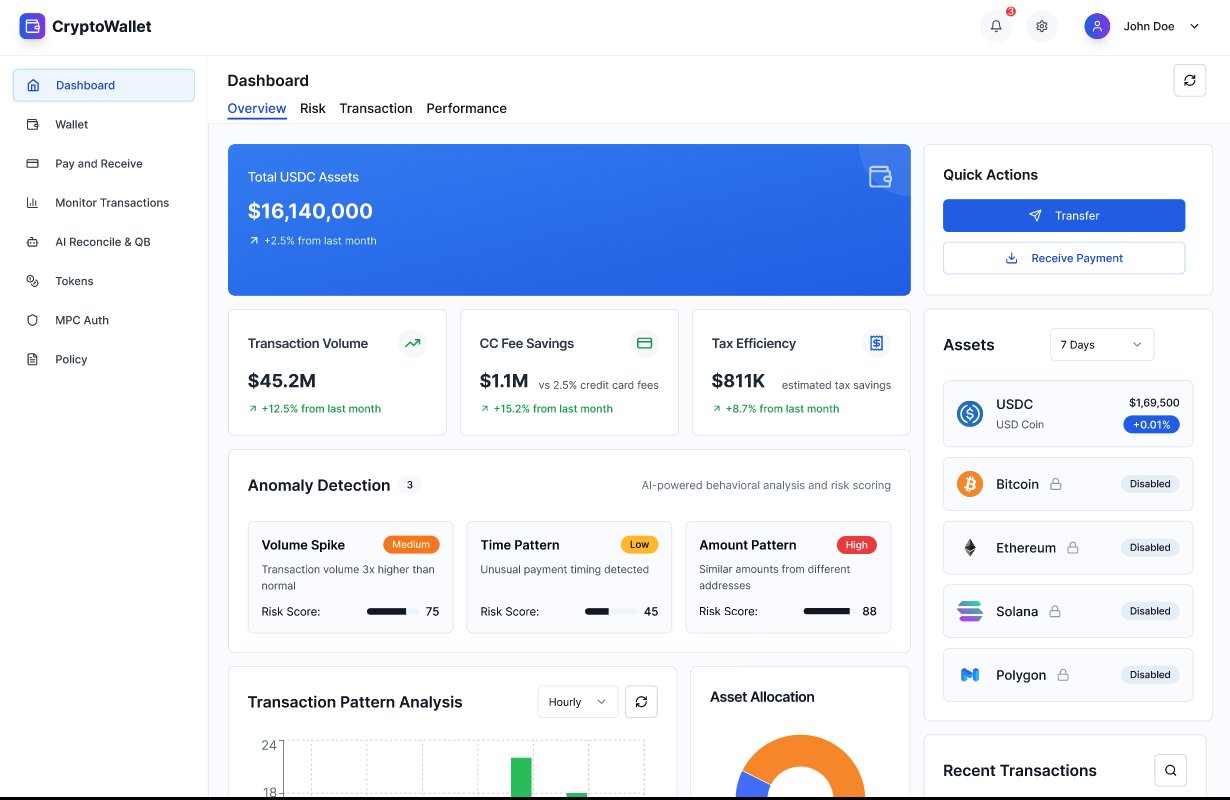 CryptoWallet
3
John Doe
Dashboard
Wallet
Pay and Receive
Monitor Transactions
AI Reconcile & QB
Tokens
MPC Auth
Policy
Dashboard
Overview Risk Transaction Performance
Total USDC Assets
$16,140,000
+2.5% from last month
Quick Actions
Transfer
Receive Payment
Transaction Volume
$45.2M
+12.5% from last month
CC Fee Savings
$1.1M vs 2.5% credit card fees
+15.2% from last month
Tax Efficiency
$811K estimated tax savings
+8.7% from last month
Assets 7 Days
USDC $1,69,500
USD Coin +0.01%
Bitcoin Disabled
Ethereum Disabled
Solana Disabled
Polygon Disabled
Anomaly Detection 3 AI-powered behavioral analysis and risk scoring
Volume Spike Medium
Transaction volume 3x higher than
normal
Risk Score: 75
Time Pattern Low
Unusual payment timing detected
Risk Score: 45
Amount Pattern High
Similar amounts from different
addresses
Risk Score: 88
Transaction Pattern Analysis Hourly
24
18
Asset Allocation
Recent Transactions